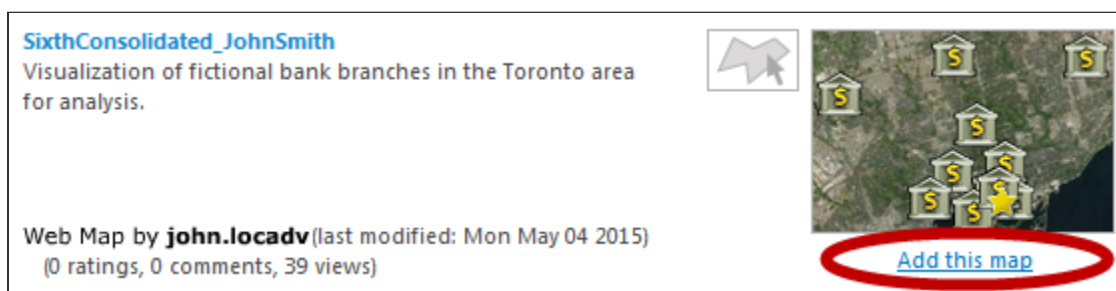 SixthConsolidated_JohnSmith
Visualization of fictional bank branches in the Toronto area
for analysis.
Web Map by john.locadv(last modified: Mon May 04 2015)
(0 ratings, 0 comments, 39 views)
$ $ $ $ $ $ $ $ $
Add this map